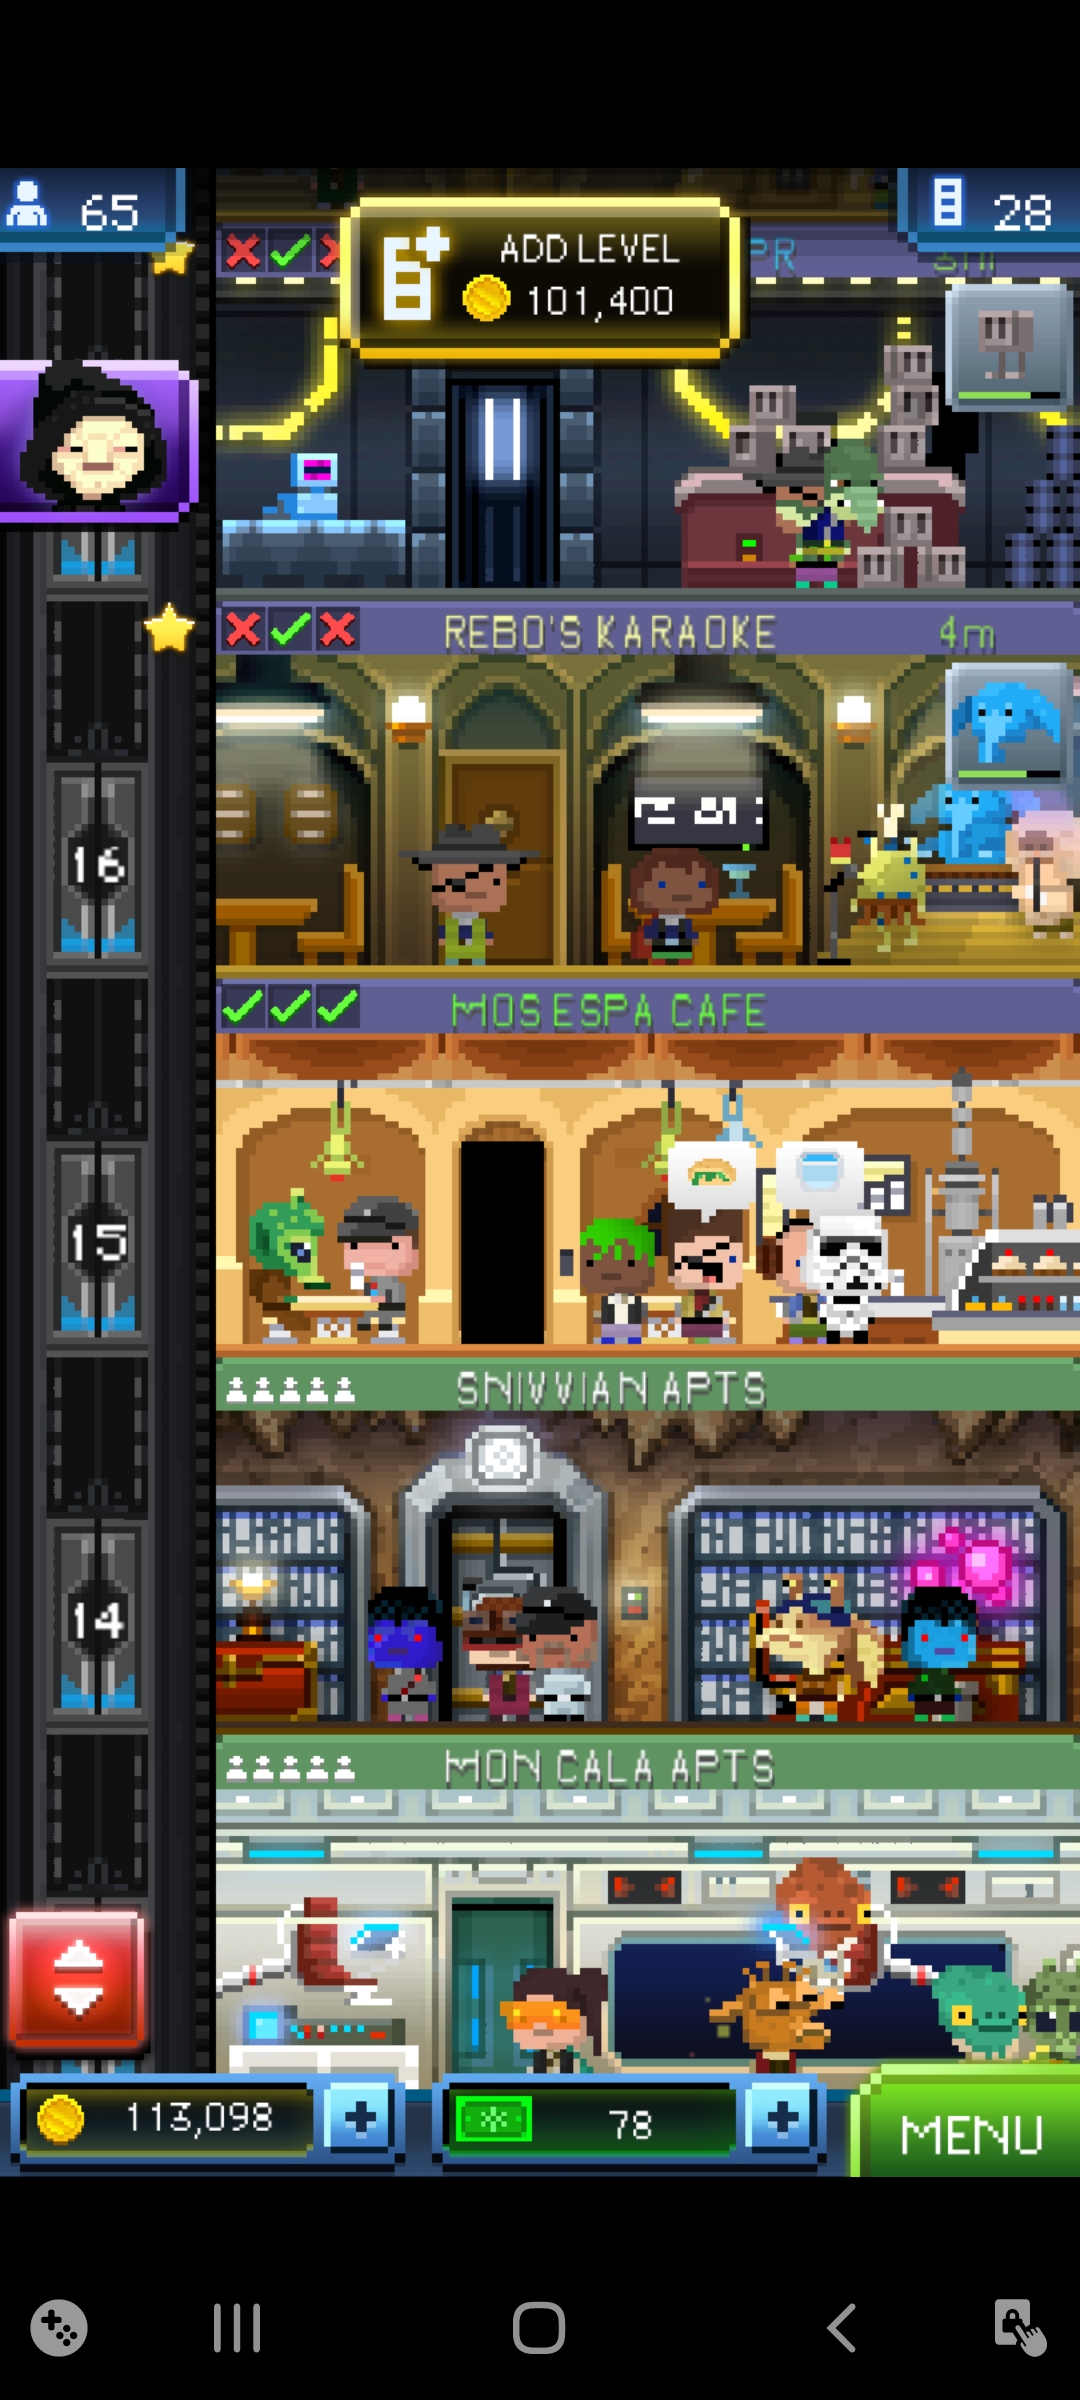 65
ADD LEVEL
101,400
28
PR
REBO'S KARAOKE
4m
16
MOS ESPA CAFE
15
SNIVVIAN APTS
14
MON CALA APTS
113,098
78
MENU